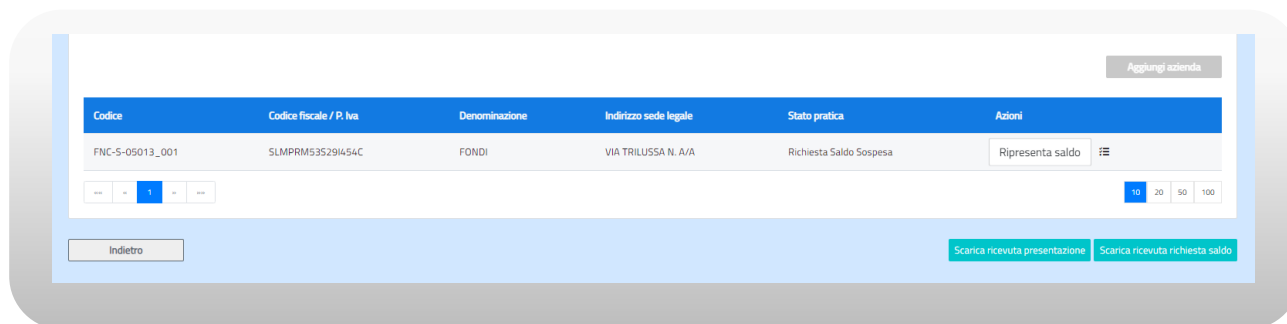 Aggiungi azienda
Codice Codice fiscale / P. Iva Denominazione Indirizzo sede legale Stato pratica Azioni
FNC-S-05013_001 SLMPRM53S29I454C FONDI VIA TRILUSSA N. A/A Richiesta Saldo Sospesa Ripresenta saldo
«« « 1 » »» 10 20 50 100
Indietro Scarica ricevuta presentazione Scarica ricevuta richiesta saldo